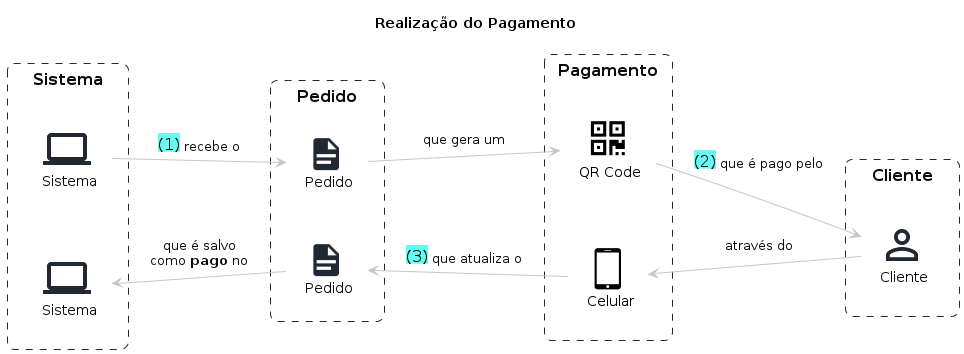 Realização do Pagamento
Sistema
Pedido
Pagamento
Cliente
(1) recebe o
que gera um
(2) que é pago pelo
Sistema
Pedido
QR Code
Cliente
através do
(3) que atualiza o
que é salvo
como pago no
Celular
Pedido
Sistema